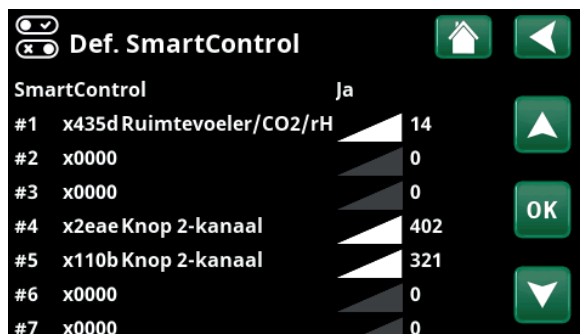 Def. SmartControl
SmartControl Ja
#1 x435d Ruimtevoeler/CO2/rH 14
#2 x0000 0
#3 x0000 0
#4 x2eae Knop 2-kanaal 402
OK
#5 x110b Knop 2-kanaal 321
#6 x0000 0
#7 x0000 0